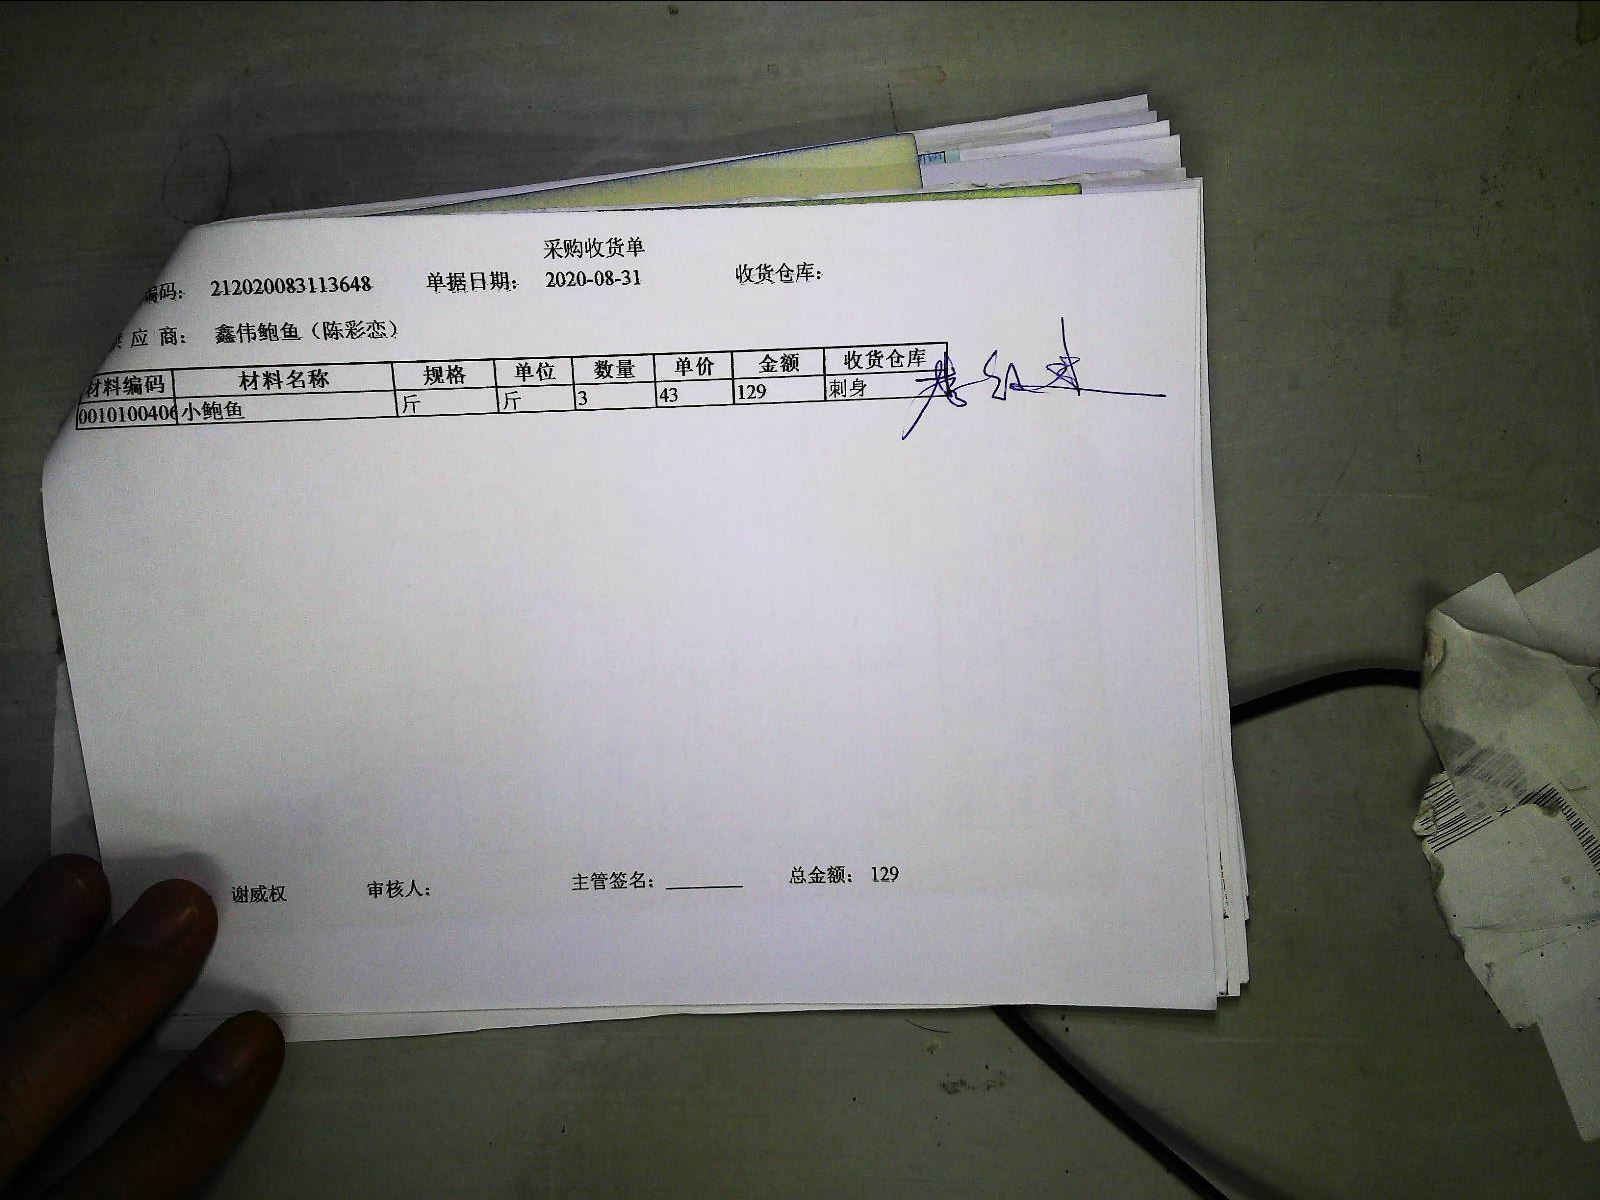 采购收货单
编码: 212020083113648 单据日期: 2020-08-31 收货仓库:
供 应 商: 鑫伟鲍鱼（陈彩恋）
材料编码 材料名称 规格 单位 数量 单价 金额 收货仓库
0010100406 小鲍鱼 斤 斤 3 43 129 刺身
谢威权 审核人: 主管签名: ________ 总金额: 129